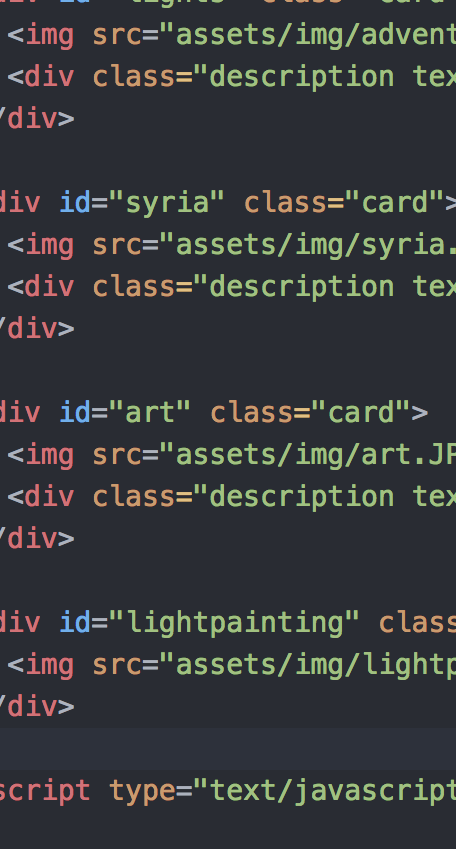 <img src="assets/img/advent
<div class="description tex
/div>
div id="syria" class="card">
<img src="assets/img/syria.
<div class="description tex
/div>
div id="art" class="card">
<img src="assets/img/art.JP
<div class="description tex
/div>
div id="lightpainting" class
<img src="assets/img/lightp
/div>
script type="text/javascript